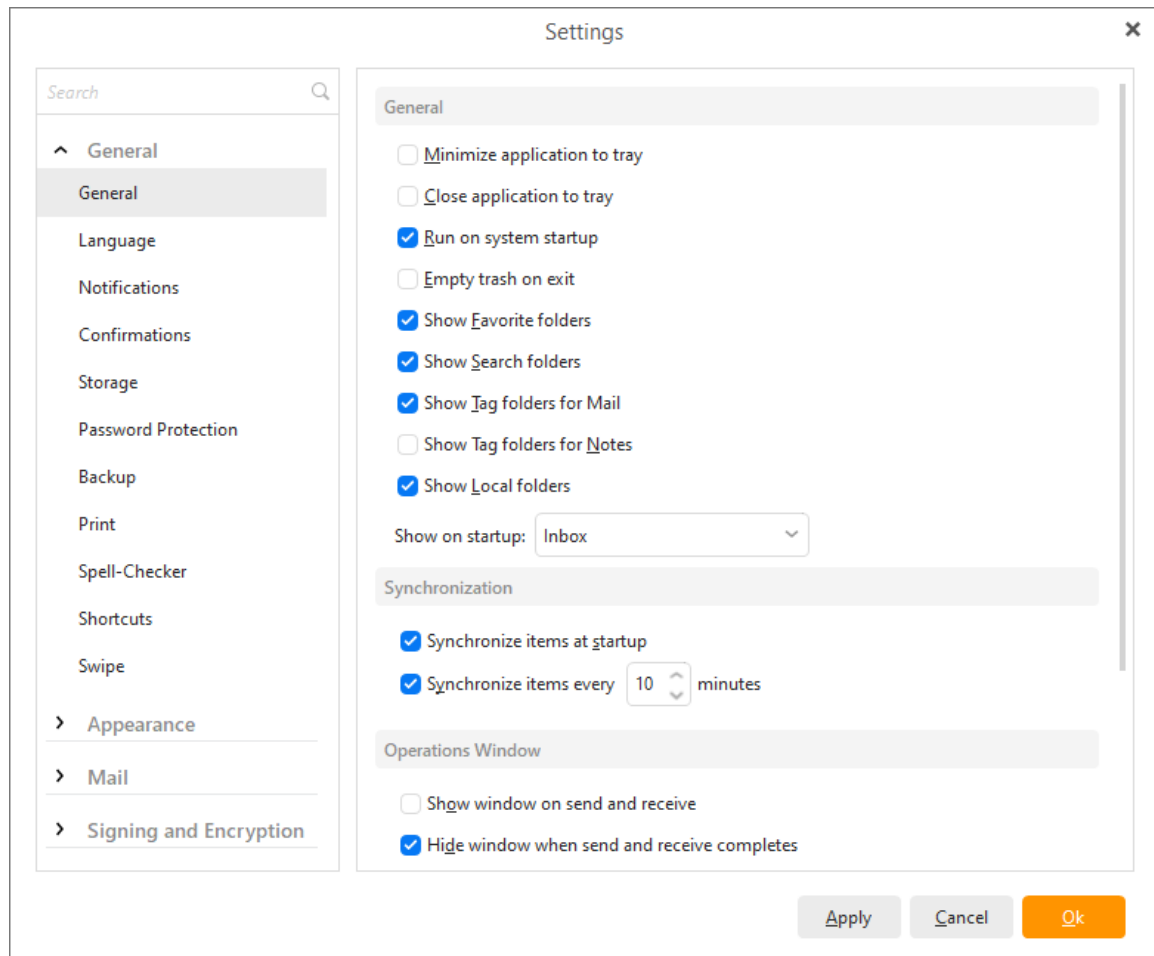 Settings
Search
General
General
Language
Notifications
Confirmations
Storage
Password Protection
Backup
Print
Spell-Checker
Shortcuts
Swipe
Appearance
Mail
Signing and Encryption
General
Minimize application to tray
Close application to tray
Run on system startup
Empty trash on exit
Show Favorite folders
Show Search folders
Show Tag folders for Mail
Show Tag folders for Notes
Show Local folders
Show on startup: Inbox
Synchronization
Synchronize items at startup
Synchronize items every 10 minutes
Operations Window
Show window on send and receive
Hide window when send and receive completes
Apply Cancel Ok